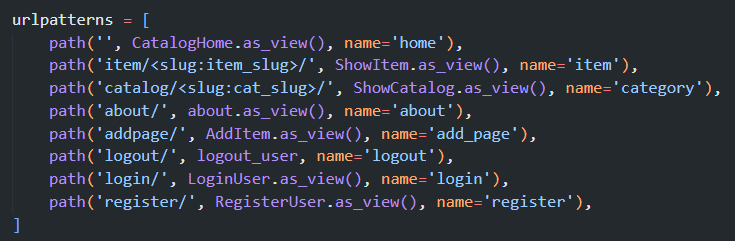 urlpatterns = [
    path('', CatalogHome.as_view(), name='home'),
    path('item/<slug:item_slug>/', ShowItem.as_view(), name='item'),
    path('catalog/<slug:cat_slug>/', ShowCatalog.as_view(), name='category'),
    path('about/', about.as_view(), name='about'),
    path('addpage/', AddItem.as_view(), name='add_page'),
    path('logout/', logout_user, name='logout'),
    path('login/', LoginUser.as_view(), name='login'),
    path('register/', RegisterUser.as_view(), name='register'),
]